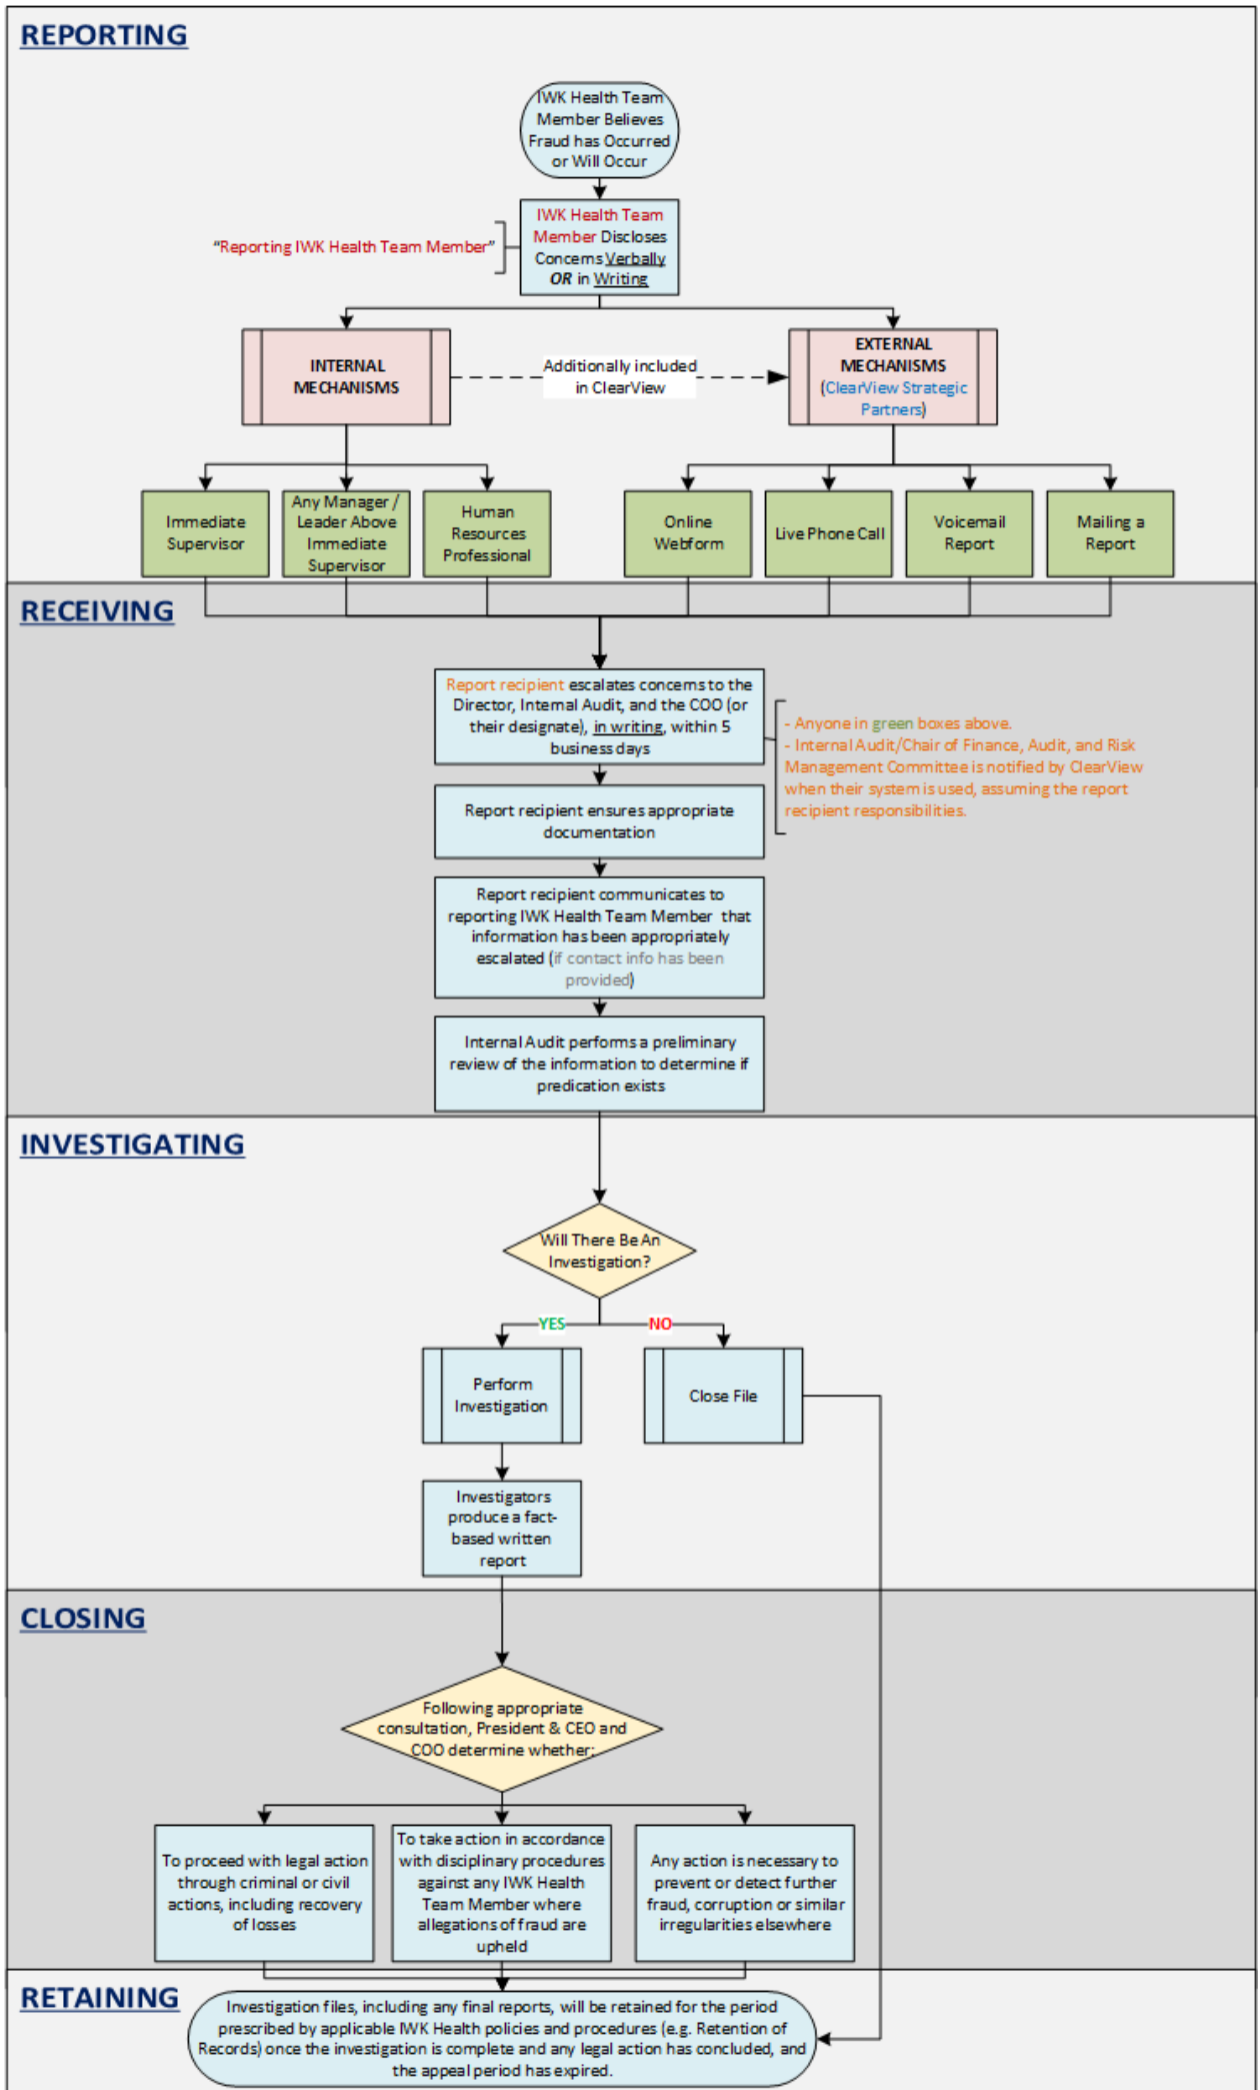 REPORTING
IWK Health Team
Member Believes
Fraud has Occurred
or Will Occur
IWK Health Team
Member Discloses
Concerns Verbally
OR in Writing
"Reporting IWK Health Team Member"
INTERNAL
MECHANISMS
Additionally included
in ClearView
EXTERNAL
MECHANISMS
(ClearView Strategic
Partners)
Immediate
Supervisor
Any Manager /
Leader Above
Immediate
Supervisor
Human
Resources
Professional
Online
Webform
Live Phone Call
Voicemail
Report
Mailing a
Report
RECEIVING
Report recipient escalates concerns to the
Director, Internal Audit, and the COO (or
their designate), in writing, within 5
business days
- Anyone in green boxes above.
- Internal Audit/Chair of Finance, Audit, and Risk
Management Committee is notified by ClearView
when their system is used, assuming the report
recipient responsibilities.
Report recipient ensures appropriate
documentation
Report recipient communicates to
reporting IWK Health Team Member that
information has been appropriately
escalated (if contact info has been
provided)
Internal Audit performs a preliminary
review of the information to determine if
predication exists
INVESTIGATING
Will There Be An
Investigation?
YES
NO
Perform
Investigation
Close File
Investigators
produce a fact-
based written
report
CLOSING
Following appropriate
consultation, President & CEO and
COO determine whether:
To proceed with legal action
through criminal or civil
actions, including recovery
of losses
To take action in accordance
with disciplinary procedures
against any IWK Health
Team Member where
allegations of fraud are
upheld
Any action is necessary to
prevent or detect further
fraud, corruption or similar
irregularities elsewhere
RETAINING
Investigation files, including any final reports, will be retained for the period
prescribed by applicable IWK Health policies and procedures (e.g. Retention of
Records) once the investigation is complete and any legal action has concluded, and
the appeal period has expired.